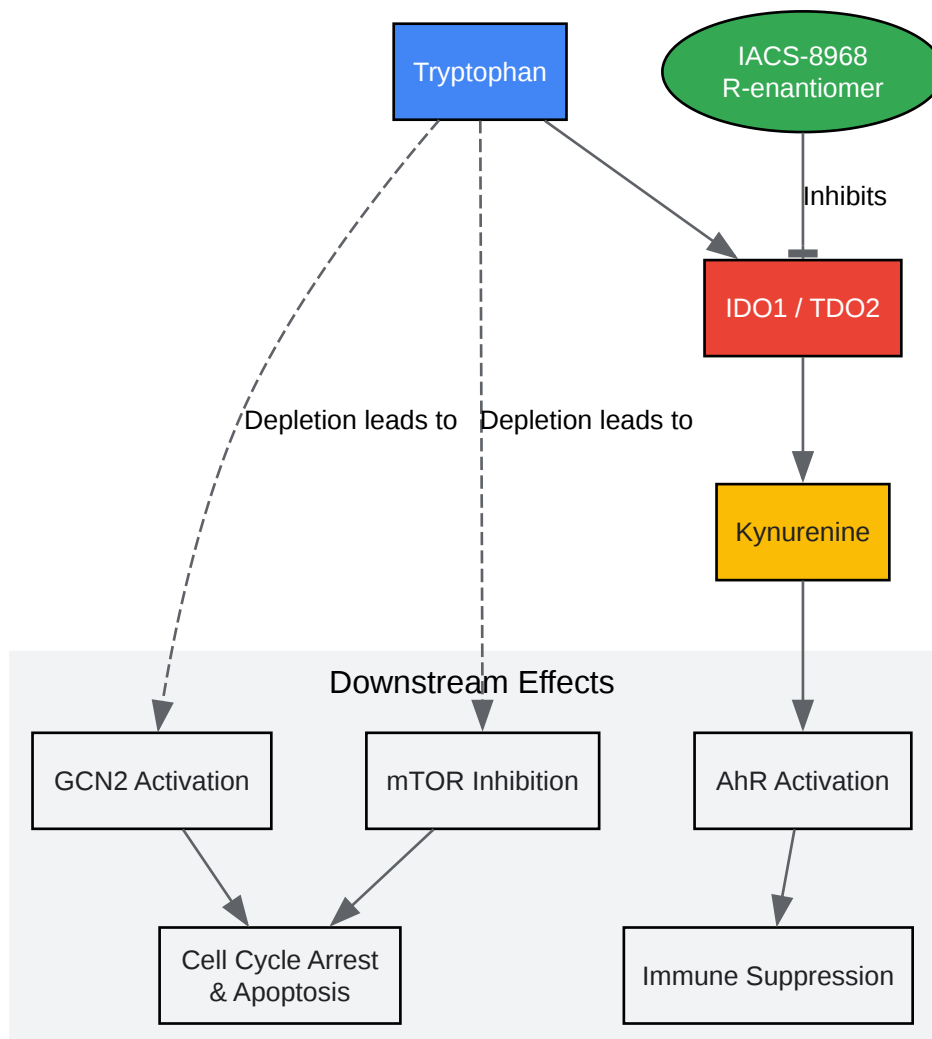 Tryptophan
IACS-8968
R-enantiomer
Inhibits
IDO1 / TDO2
Depletion leads to
Depletion leads to
Kynurenine
Downstream Effects
GCN2 Activation
mTOR Inhibition
AhR Activation
Cell Cycle Arrest
& Apoptosis
Immune Suppression